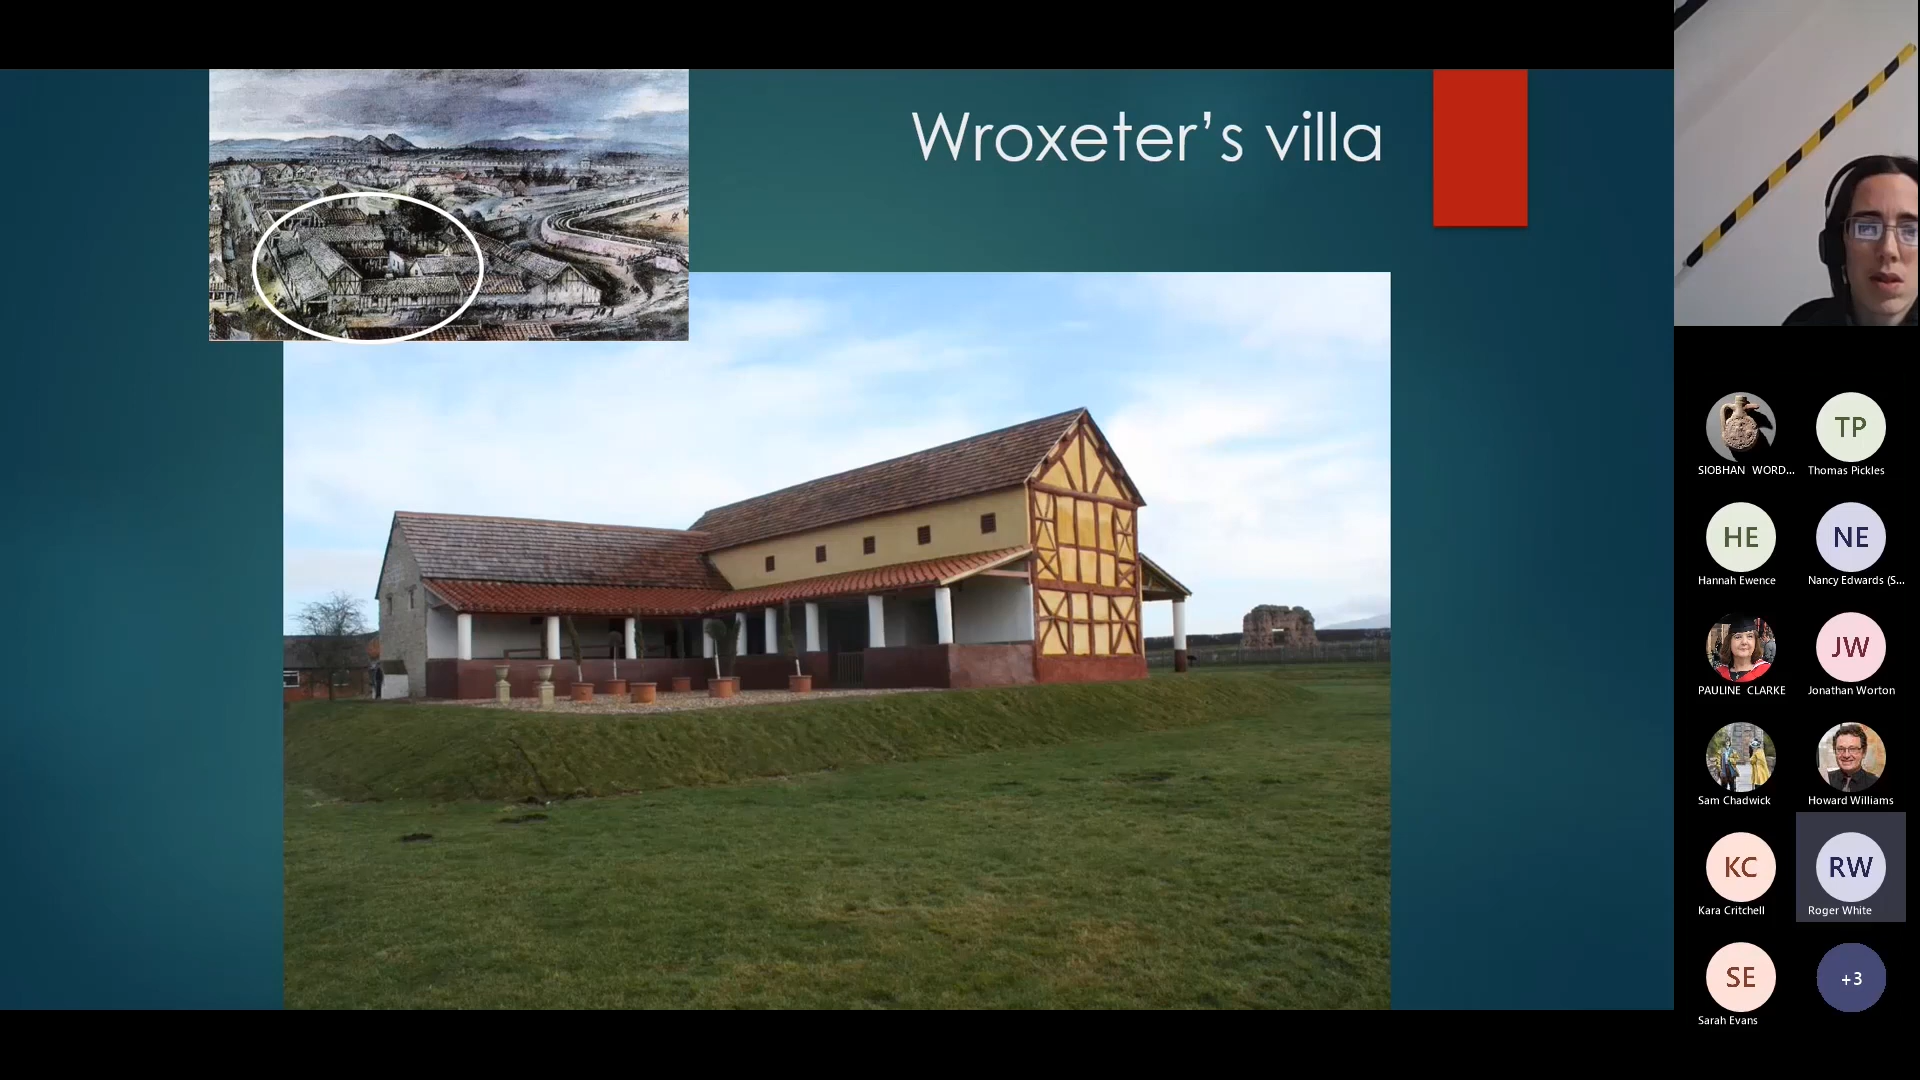 Wroxeter’s villa
SIOBHAN WORD...
TP
Thomas Pickles
HE
Hannah Ewence
NE
Nancy Edwards (S...
PAULINE CLARKE
JW
Jonathan Worton
Sam Chadwick
Howard Williams
KC
Kara Critchell
RW
Roger White
SE
Sarah Evans
+3